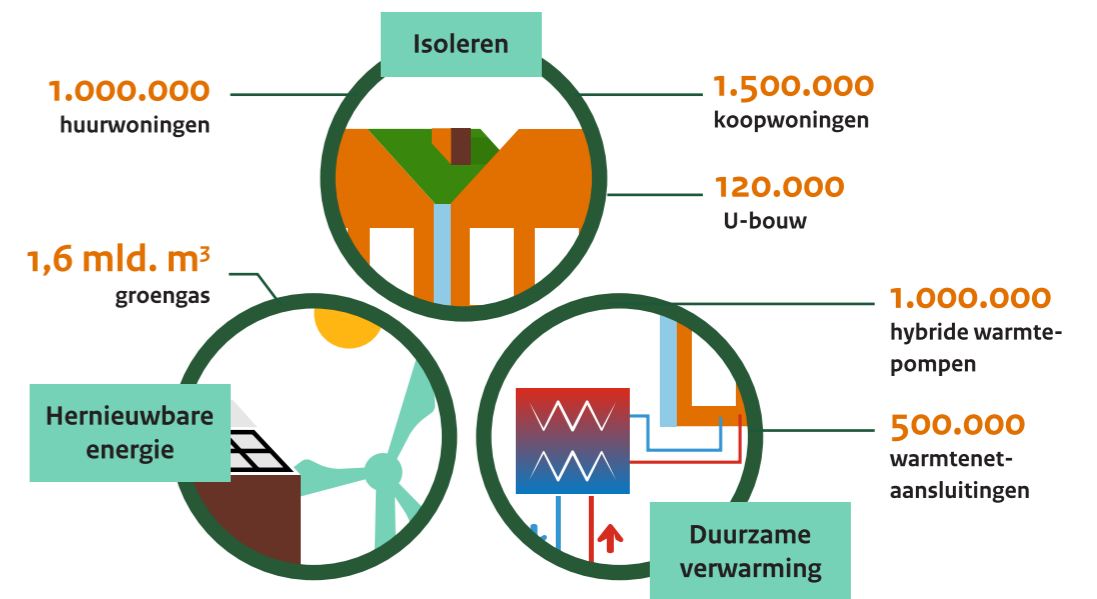 Isoleren
1.000.000
huurwoningen
1.500.000
koopwoningen
120.000
U-bouw
1,6 mld. m³
groengas
Hernieuwbare
energie
1.000.000
hybride warmte-
pompen
500.000
warmtenet-
aansluitingen
Duurzame
verwarming